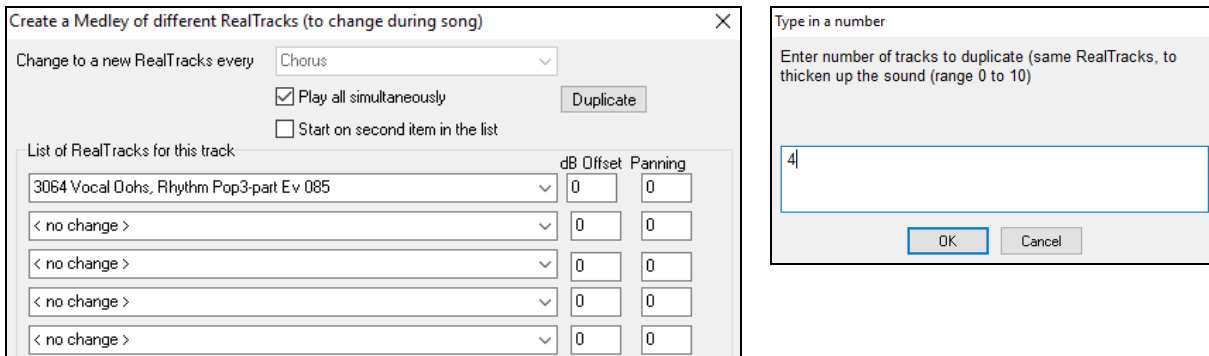 Create a Medley of different RealTracks (to change during song)
Change to a new RealTracks every Chorus
Play all simultaneously Duplicate
Start on second item in the list
List of RealTracks for this track
dB Offset Panning
3064 Vocal Oohs, Rhythm Pop3-part Ev 085 0 0
< no change > 0 0
< no change > 0 0
< no change > 0 0
< no change > 0 0
Type in a number
Enter number of tracks to duplicate (same RealTracks, to
thicken up the sound (range 0 to 10)
4
OK Cancel